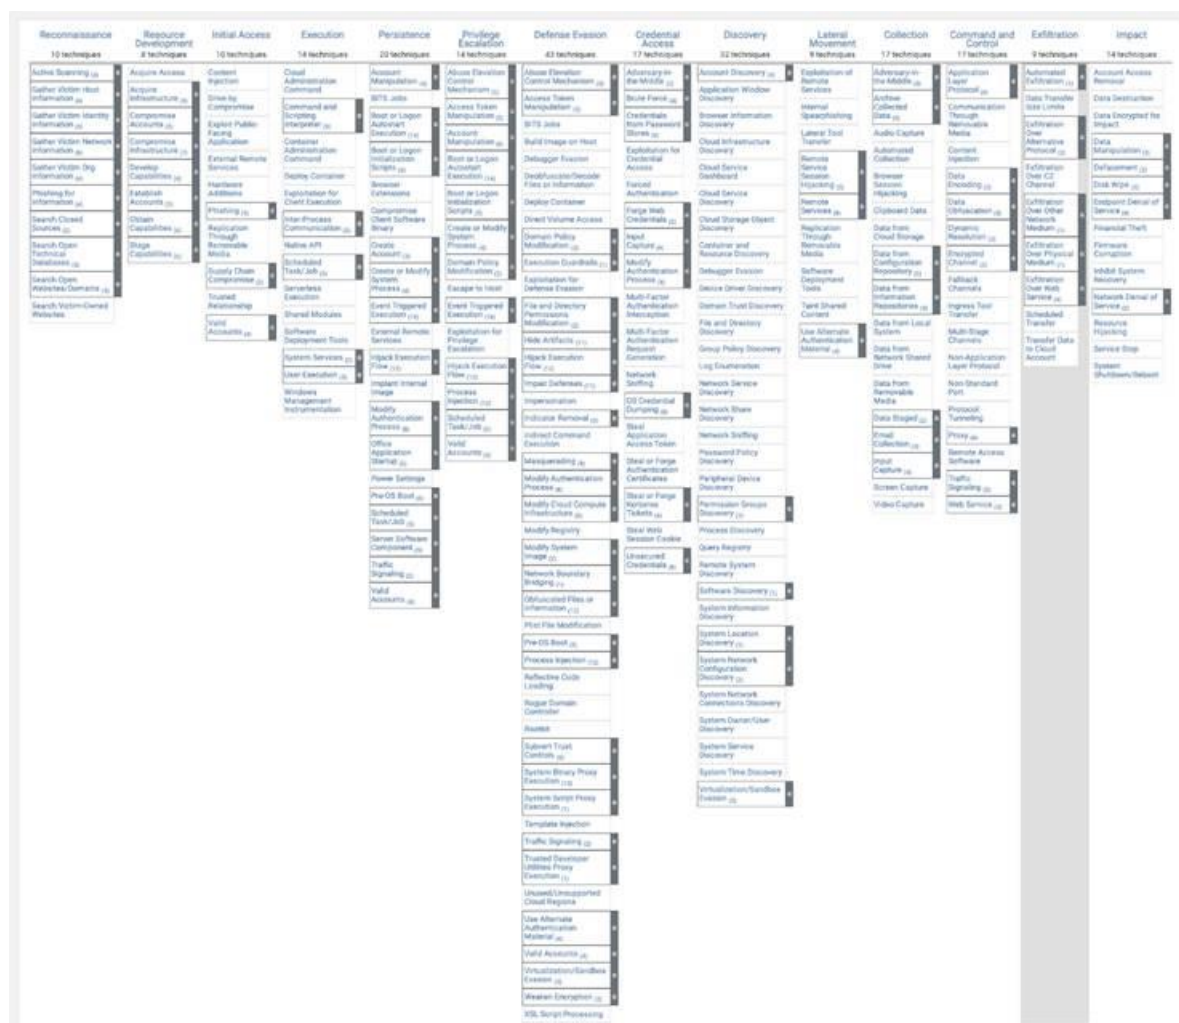 Reconnaissance
10 techniques
Active Scanning
Gather Victim Host
Information
Gather Victim Identity
Information
Gather Victim Network
Information
Gather Victim Org
Information
Phishing for
Information
Search Closed
Sources
Search Open
Technical
Databases
Search Open
Websites/Domains
Search Victim-Owned
Websites
Resource
Development
8 techniques
Acquire Access
Acquire
Infrastructure
Compromise
Accounts
Compromise
Infrastructure
Develop
Capabilities
Establish
Accounts
Obtain
Capabilities
Stage
Capabilities
Initial Access
10 techniques
Content
Injection
Drive-by
Compromise
Exploit Public-
Facing
Application
External Remote
Services
Hardware
Additions
Phishing
Replication
Through
Removable
Media
Supply Chain
Compromise
Trusted
Relationship
Valid
Accounts
Execution
14 techniques
Cloud
Administration
Command
Command and
Scripting
Interpreter
Container
Administration
Command
Deploy Container
Exploitation for
Client Execution
Inter-Process
Communication
Native API
Scheduled
Task/Job
Serverless
Execution
Shared Modules
Software
Deployment Tools
System Services
User Execution
Windows
Management
Instrumentation
Persistence
20 techniques
Account
Manipulation
BITS Jobs
Boot or Logon
Autostart
Execution
Boot or Logon
Initialization
Scripts
Browser
Extensions
Compromise
Client Software
Binary
Create
Account
Create or Modify
System
Process
Event Triggered
Execution
External Remote
Services
Hijack Execution
Flow
Implant Internal
Image
Modify
Authentication
Process
Office
Application
Startup
Power Settings
Pre-OS Boot
Scheduled
Task/Job
Server Software
Component
Traffic
Signaling
Valid
Accounts
Privilege
Escalation
14 techniques
Abuse Elevation
Control
Mechanism
Access Token
Manipulation
Account
Manipulation
Boot or Logon
Autostart
Execution
Boot or Logon
Initialization
Scripts
Create or Modify
System
Process
Domain Policy
Modification
Escape to Host
Event Triggered
Execution
Exploitation for
Privilege
Escalation
Hijack Execution
Flow
Process
Injection
Scheduled
Task/Job
Valid
Accounts
Defense Evasion
43 techniques
Abuse Elevation
Control Mechanism
Access Token
Manipulation
BITS Jobs
Build Image on Host
Debugger Evasion
Deobfuscate/Decode
Files or Information
Deploy Container
Direct Volume Access
Domain Policy
Modification
Execution Guardrails
Exploitation for
Defense Evasion
File and Directory
Permissions
Modification
Hide Artifacts
Hijack Execution
Flow
Impair Defenses
Impersonation
Indicator Removal
Indirect Command
Execution
Masquerading
Modify Authentication
Process
Modify Cloud Compute
Infrastructure
Modify Registry
Modify System
Image
Network Boundary
Bridging
Obfuscated Files or
Information
Plist File Modification
Pre-OS Boot
Process Injection
Reflective Code
Loading
Rogue Domain
Controller
Rootkit
Subvert Trust
Controls
System Binary Proxy
Execution
System Script Proxy
Execution
Template Injection
Traffic Signaling
Trusted Developer
Utilities Proxy
Execution
Unused/Unsupported
Cloud Regions
Use Alternate
Authentication
Material
Valid Accounts
Virtualization/Sandbox
Evasion
Weaken Encryption
XSL Script Processing
Credential
Access
17 techniques
Adversary-in-
the-Middle
Brute Force
Credentials
from Password
Stores
Exploitation for
Credential
Access
Forced
Authentication
Forge Web
Credentials
Input
Capture
Modify
Authentication
Process
Multi-Factor
Authentication
Interception
Multi-Factor
Authentication
Request
Generation
Network
Sniffing
OS Credential
Dumping
Steal
Application
Access Token
Steal or Forge
Authentication
Certificates
Steal or Forge
Kerberos
Tickets
Steal Web
Session Cookie
Unsecured
Credentials
Discovery
32 techniques
Account Discovery
Application Window
Discovery
Browser Information
Discovery
Cloud Infrastructure
Discovery
Cloud Service
Dashboard
Cloud Service
Discovery
Cloud Storage Object
Discovery
Container and
Resource Discovery
Debugger Evasion
Device Driver Discovery
Domain Trust Discovery
File and Directory
Discovery
Group Policy Discovery
Log Enumeration
Network Service
Discovery
Network Share
Discovery
Network Sniffing
Password Policy
Discovery
Peripheral Device
Discovery
Permission Groups
Discovery
Process Discovery
Query Registry
Remote System
Discovery
Software Discovery
System Information
Discovery
System Location
Discovery
System Network
Configuration
Discovery
System Network
Connections Discovery
System Owner/User
Discovery
System Service
Discovery
System Time Discovery
Virtualization/Sandbox
Evasion
Lateral
Movement
9 techniques
Exploitation of
Remote
Services
Internal
Spearphishing
Lateral Tool
Transfer
Remote
Service
Session
Hijacking
Remote
Services
Replication
Through
Removable
Media
Software
Deployment
Tools
Taint Shared
Content
Use Alternate
Authentication
Material
Collection
17 techniques
Adversary-in-
the-Middle
Archive
Collected
Data
Audio Capture
Automated
Collection
Browser
Session
Hijacking
Clipboard Data
Data from
Cloud Storage
Data from
Configuration
Repository
Data from
Information
Repositories
Data from Local
System
Data from
Network Shared
Drive
Data from
Removable
Media
Data Staged
Email
Collection
Input
Capture
Screen Capture
Video Capture
Command and
Control
17 techniques
Application
Layer
Protocol
Communication
Through
Removable
Media
Content
Injection
Data
Encoding
Data
Obfuscation
Dynamic
Resolution
Encrypted
Channel
Fallback
Channels
Ingress Tool
Transfer
Multi-Stage
Channels
Non-Application
Layer Protocol
Non-Standard
Port
Protocol
Tunneling
Proxy
Remote Access
Software
Traffic
Signaling
Web Service
Exfiltration
9 techniques
Automated
Exfiltration
Data Transfer
Size Limits
Exfiltration
Over
Alternative
Protocol
Exfiltration
Over C2
Channel
Exfiltration
Over Other
Network
Medium
Exfiltration
Over Physical
Medium
Exfiltration
Over Web
Service
Scheduled
Transfer
Transfer Data
to Cloud
Account
Impact
14 techniques
Account Access
Removal
Data Destruction
Data Encrypted for
Impact
Data
Manipulation
Defacement
Disk Wipe
Endpoint Denial of
Service
Financial Theft
Firmware
Corruption
Inhibit System
Recovery
Network Denial of
Service
Resource
Hijacking
Service Stop
System
Shutdown/Reboot